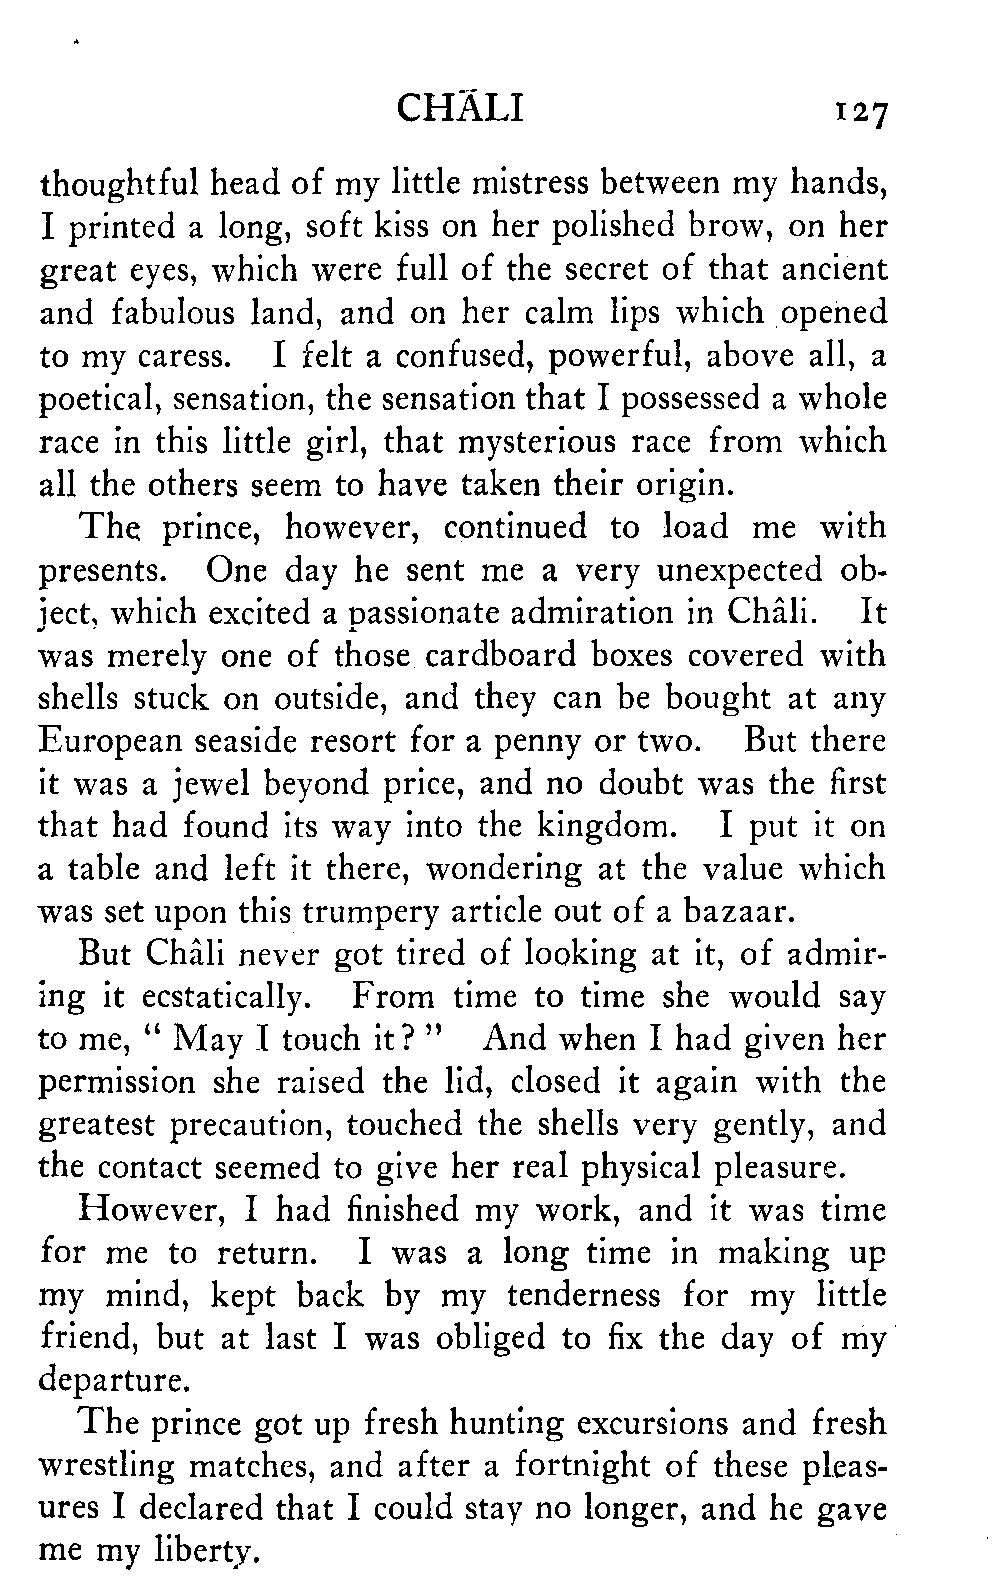 CHÂLI 127
thoughtful head of my little mistress between my hands,
I printed a long, soft kiss on her polished brow, on her
great eyes, which were full of the secret of that ancient
and fabulous land, and on her calm lips which opened
to my caress. I felt a confused, powerful, above all, a
poetical, sensation, the sensation that I possessed a whole
race in this little girl, that mysterious race from which
all the others seem to have taken their origin.
The prince, however, continued to load me with
presents. One day he sent me a very unexpected ob-
ject, which excited a passionate admiration in Châli. It
was merely one of those cardboard boxes covered with
shells stuck on outside, and they can be bought at any
European seaside resort for a penny or two. But there
it was a jewel beyond price, and no doubt was the first
that had found its way into the kingdom. I put it on
a table and left it there, wondering at the value which
was set upon this trumpery article out of a bazaar.
But Châli never got tired of looking at it, of admir-
ing it ecstatically. From time to time she would say
to me, “ May I touch it? ” And when I had given her
permission she raised the lid, closed it again with the
greatest precaution, touched the shells very gently, and
the contact seemed to give her real physical pleasure.
However, I had finished my work, and it was time
for me to return. I was a long time in making up
my mind, kept back by my tenderness for my little
friend, but at last I was obliged to fix the day of my
departure.
The prince got up fresh hunting excursions and fresh
wrestling matches, and after a fortnight of these pleas-
ures I declared that I could stay no longer, and he gave
me my liberty.